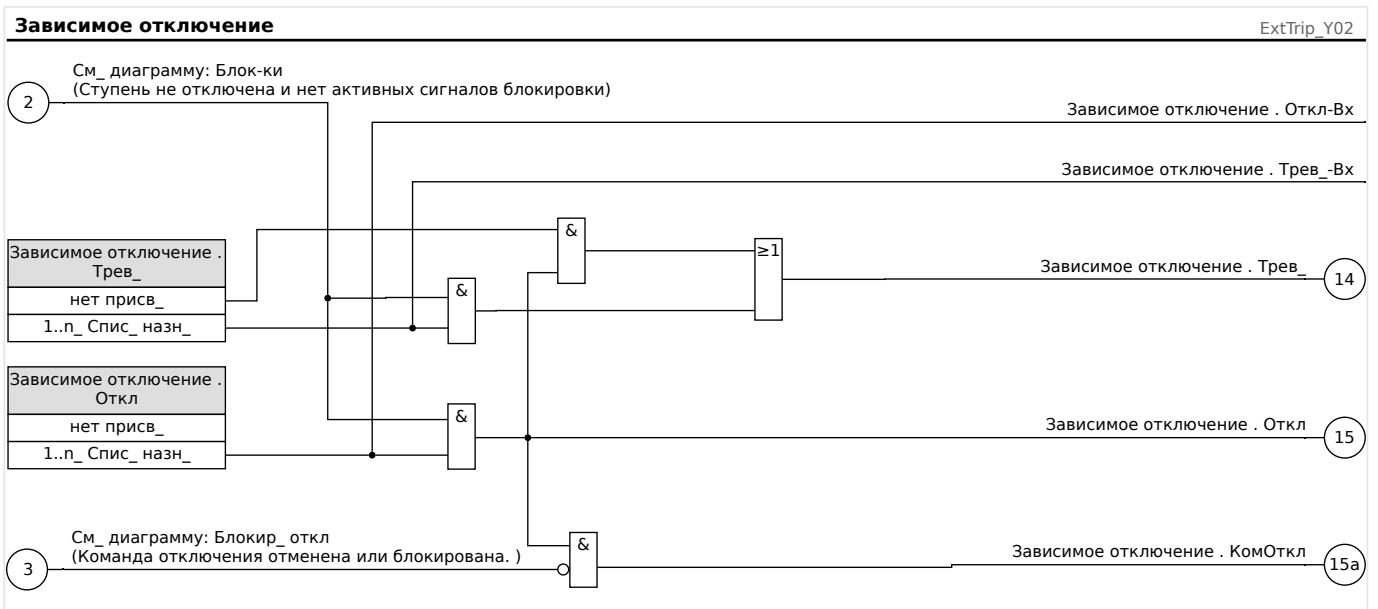 Зависимое отключение
ExtTrip_Y02
См_ диаграмму: Блок-ки
(Ступень не отключена и нет активных сигналов блокировки)
2
Зависимое отключение . Откл-Вх
Зависимое отключение . Трев_-Вх
&
Зависимое отключение .
Трев_
нет присв_
1..n_ Спис_ назн_
&
≥1
Зависимое отключение . Трев_
14
Зависимое отключение .
Откл
нет присв_
1..n_ Спис_ назн_
&
Зависимое отключение . Откл
15
См_ диаграмму: Блокир_ откл
(Команда отключения отменена или блокирована. )
3
&
Зависимое отключение . КомОткл
15a